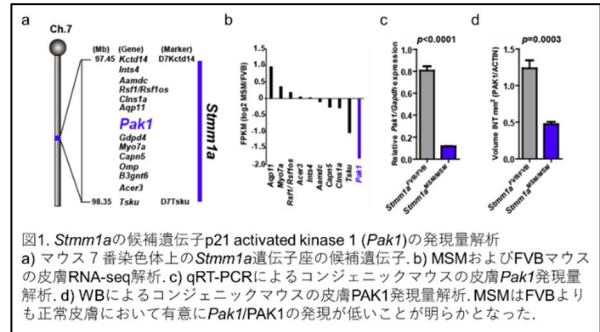 a
Ch.7
(Mb) (Gene) (Marker)
97.45 Kctd14 D7Kctd14
Ints4
Aamdc
Rsf1/Rsf1os
Clns1a
Aqp11
Pak1
Gdpd4
Myo7a
Capn5
Omp
B3gnt6
Acer3
98.35 Tsku D7Tsku
Stmm1a
b
FPKM (log2 MSM/FVB)
1.5
1.0
0.5
0.0
-0.5
-1.0
-1.5
-2.0
Aqp11
Myo7a
Rsf1/ Rsf1os
Acer3
Ints4
Aamdc
Capn5
Clns1a
Tsku
Pak1
c
p<0.0001
Relative Pak1/Gapdh expression
1.0
0.8
0.6
0.4
0.2
0.0
Stmm1a FVB/FVB
Stmm1a MSM/MSM
d
p=0.0003
Volume INT mm² (PAK1/ACTIN)
1.5
1.0
0.5
0.0
Stmm1a FVB/FVB
Stmm1a MSM/MSM
図1. Stmm1aの候補遺伝子p21 activated kinase 1 (Pak1)の発現量解析
a) マウス７番染色体上のStmm1a遺伝子座の候補遺伝子. b) MSMおよびFVBマウス
の皮膚RNA-seq解析. c) qRT-PCRによるコンジェニックマウスの皮膚Pak1発現量
解析. d) WBによるコンジェニックマウスの皮膚PAK1発現量解析. MSMはFVBより
も正常皮膚において有意にPak1/PAK1の発現が低いことが明らかとなった.